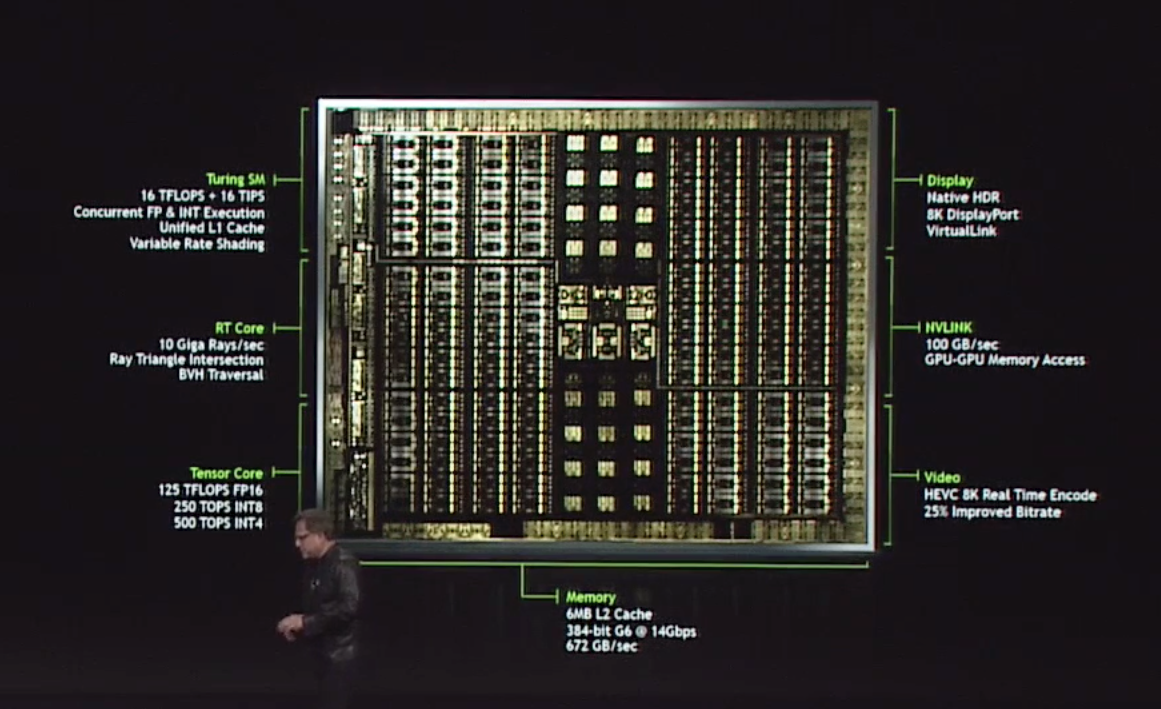 Turing SM
16 TFLOPS + 16 TIPS
Concurrent FP & INT Execution
Unified L1 Cache
Variable Rate Shading
RT Core
10 Giga Rays/sec
Ray Triangle Intersection
BVH Traversal
Tensor Core
125 TFLOPS FP16
250 TOPS INT8
500 TOPS INT4
Display
Native HDR
8K DisplayPort
VirtualLink
NVLINK
100 GB/sec
GPU-GPU Memory Access
Video
HEVC 8K Real Time Encode
25% Improved Bitrate
Memory
6MB L2 Cache
384-bit G6 @ 14Gbps
672 GB/sec